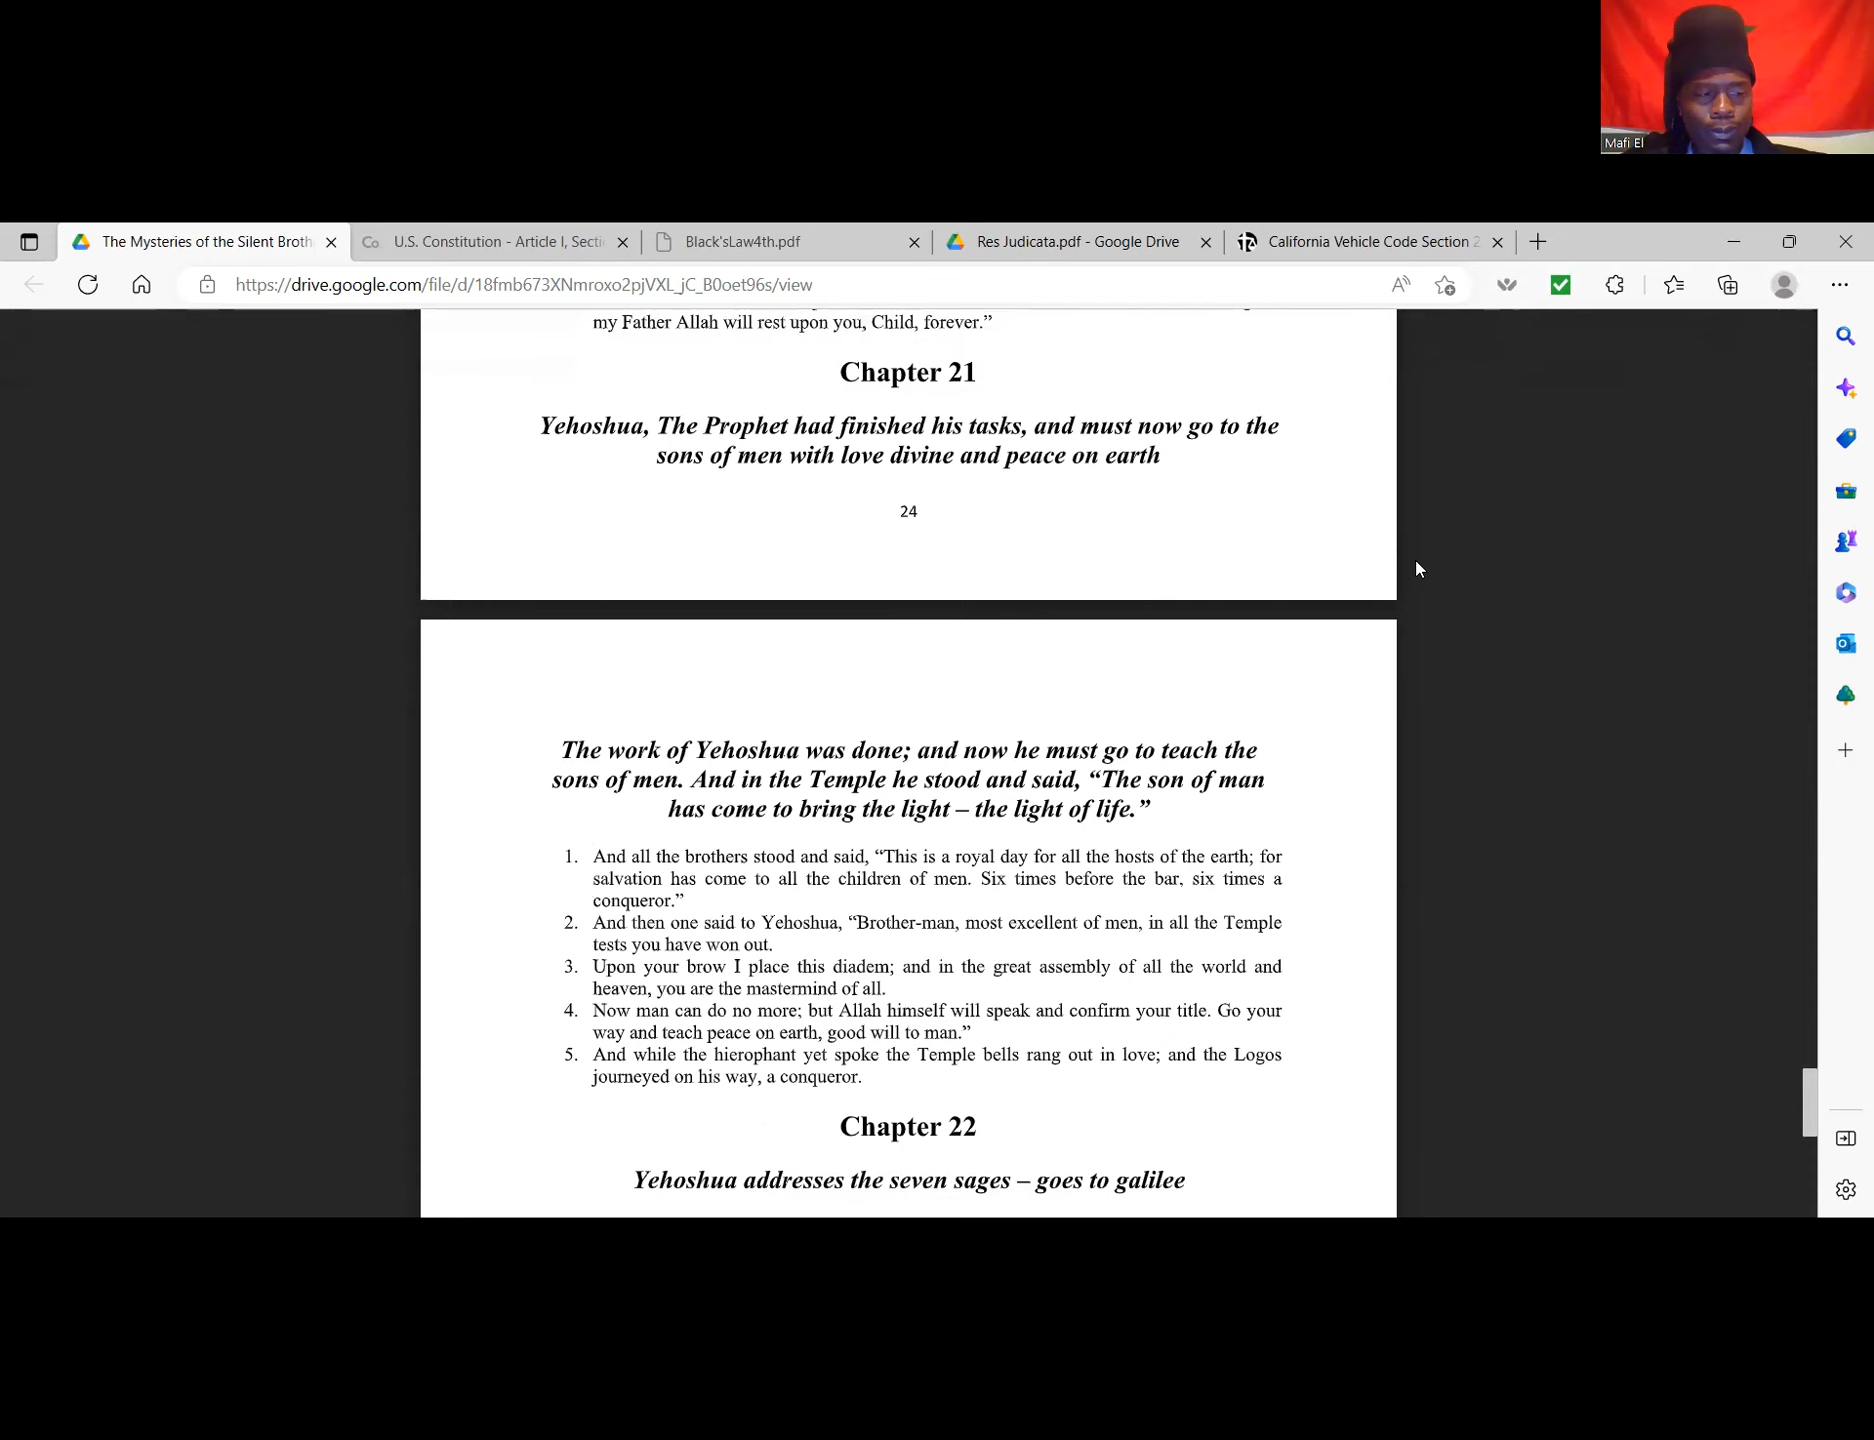 Mafi El
The Mysteries of the Silent Broth
U.S. Constitution - Article I, Secti
Black'sLaw4th.pdf
Res Judicata.pdf - Google Drive
California Vehicle Code Section 2
https://drive.google.com/file/d/18fmb673XNmroxo2pjVXL_jC_B0oet96s/view
my Father Allah will rest upon you, Child, forever.”
Chapter 21
Yehoshua, The Prophet had finished his tasks, and must now go to the
sons of men with love divine and peace on earth
24
The work of Yehoshua was done; and now he must go to teach the
sons of men. And in the Temple he stood and said, “The son of man
has come to bring the light – the light of life.”
1. And all the brothers stood and said, “This is a royal day for all the hosts of the earth; for
salvation has come to all the children of men. Six times before the bar, six times a
conqueror.”
2. And then one said to Yehoshua, “Brother-man, most excellent of men, in all the Temple
tests you have won out.
3. Upon your brow I place this diadem; and in the great assembly of all the world and
heaven, you are the mastermind of all.
4. Now man can do no more; but Allah himself will speak and confirm your title. Go your
way and teach peace on earth, good will to man.”
5. And while the hierophant yet spoke the Temple bells rang out in love; and the Logos
journeyed on his way, a conqueror.
Chapter 22
Yehoshua addresses the seven sages – goes to galilee